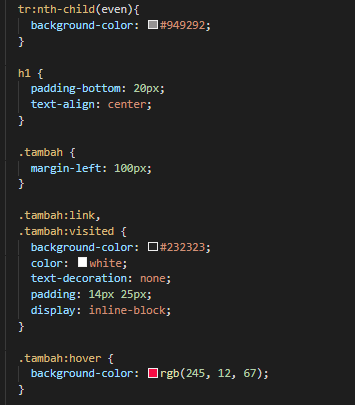 tr:nth-child(even){
    background-color: #949292;
}

h1 {
    padding-bottom: 20px;
    text-align: center;
}

.tambah {
    margin-left: 100px;
}

.tambah:link,
.tambah:visited {
    background-color: #232323;
    color: white;
    text-decoration: none;
    padding: 14px 25px;
    display: inline-block;
}

.tambah:hover {
    background-color: rgb(245, 12, 67);
}